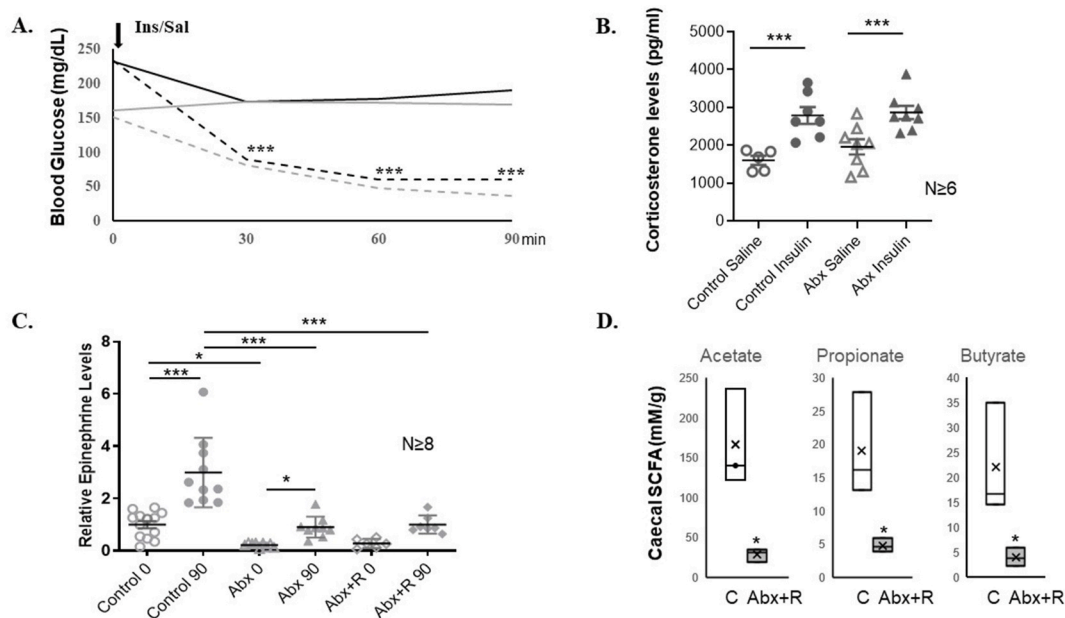 A.
Ins/Sal
Blood Glucose (mg/dL)
250
200
150
100
50
0
***
***
***
0
30
60
90 min
B.
Corticosterone levels (pg/ml)
5000
4000
3000
2000
1000
0
***
***
N≥6
Control Saline
Control Insulin
Abx Saline
Abx Insulin
C.
Relative Epinephrine Levels
8
6
4
2
0
***
***
*
***
*
N≥8
Control 0
Control 90
Abx 0
Abx 90
Abx+R 0
Abx+R 90
D.
Caecal SCFA (mM/g)
Acetate
250
200
150
100
50
0
*
C Abx+R
Propionate
30
25
20
15
10
5
0
*
C Abx+R
Butyrate
40
35
30
25
20
15
10
5
0
*
C Abx+R